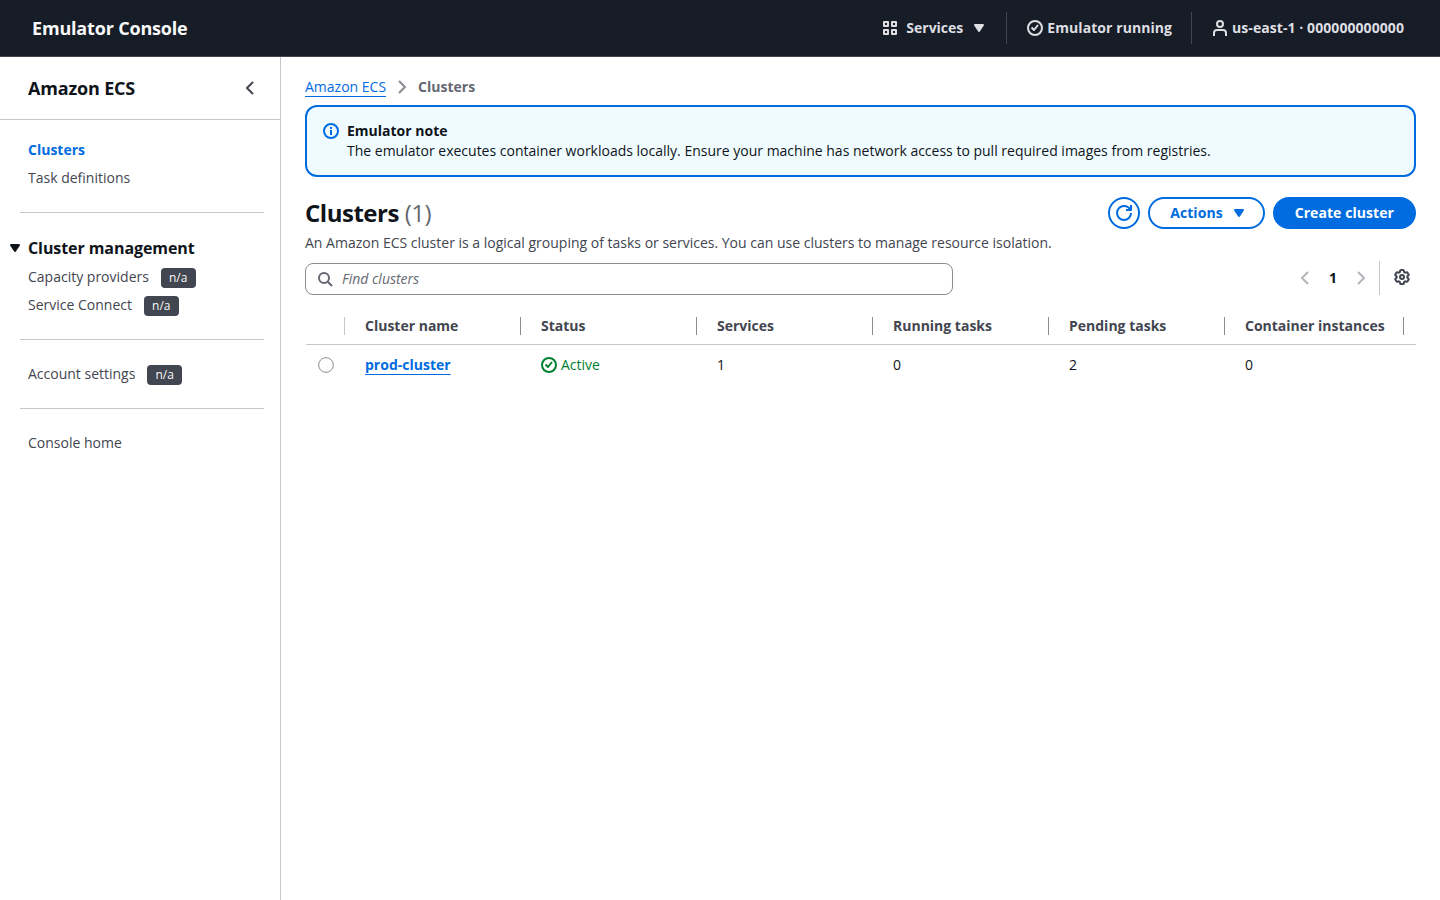 Emulator Console
Services
Emulator running
us-east-1 · 000000000000
Amazon ECS
Clusters
Task definitions
Cluster management
Capacity providers n/a
Service Connect n/a
Account settings n/a
Console home
Amazon ECS > Clusters
Emulator note
The emulator executes container workloads locally. Ensure your machine has network access to pull required images from registries.
Clusters (1)
Actions
Create cluster
An Amazon ECS cluster is a logical grouping of tasks or services. You can use clusters to manage resource isolation.
Find clusters
1
Cluster name Status Services Running tasks Pending tasks Container instances
prod-cluster Active 1 0 2 0